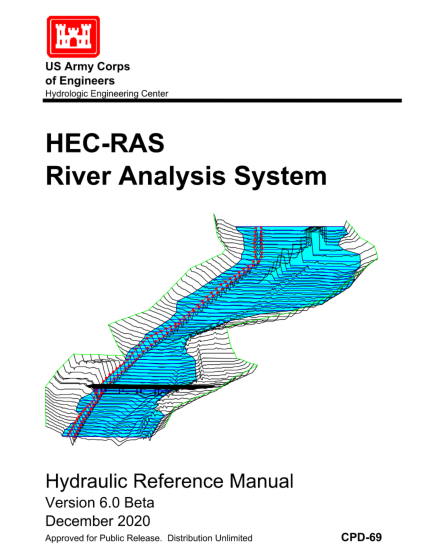 US Army Corps
of Engineers
Hydrologic Engineering Center
HEC-RAS
River Analysis System
Hydraulic Reference Manual
Version 6.0 Beta
December 2020
Approved for Public Release. Distribution Unlimited CPD-69